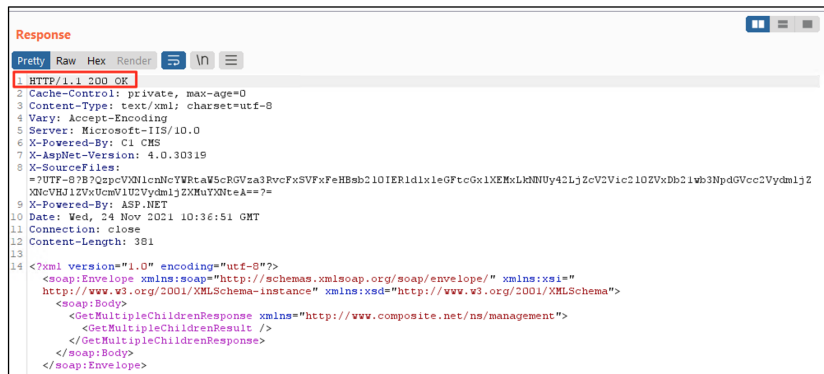 Response
Pretty Raw Hex Render \n
1 HTTP/1.1 200 OK
2 Cache-Control: private, max-age=0
3 Content-Type: text/xml; charset=utf-8
4 Vary: Accept-Encoding
5 Server: Microsoft-IIS/10.0
6 X-Powered-By: C1 CMS
7 X-AspNet-Version: 4.0.30319
8 X-SourceFiles:
9 X-Powered-By: ASP.NET
10 Date: Wed, 24 Nov 2021 10:36:51 GMT
11 Connection: close
12 Content-Length: 381
13
14 <?xml version="1.0" encoding="utf-8"?>
<soap:Envelope xmlns:soap="http://schemas.xmlsoap.org/soap/envelope/" xmlns:xsi="
http://www.w3.org/2001/XMLSchema-instance" xmlns:xsd="http://www.w3.org/2001/XMLSchema">
<soap:Body>
<GetMultipleChildrenResponse xmlns="http://www.composite.net/ns/management">
<GetMultipleChildrenResult />
</GetMultipleChildrenResponse>
</soap:Body>
</soap:Envelope>